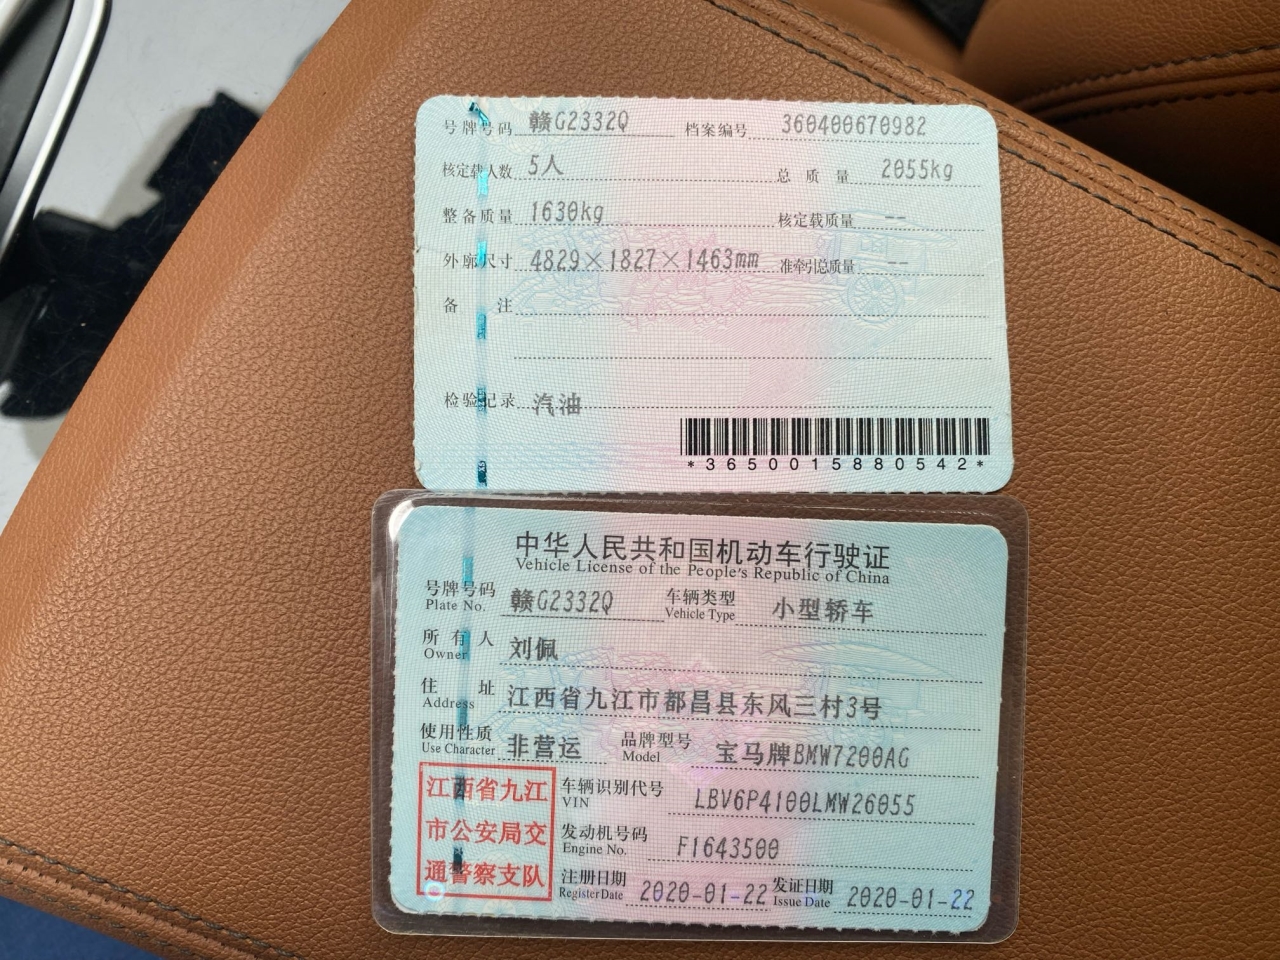 号牌号码 赣G2332Q 档案编号 360400670982
核定载人数 5人 总质量 2055kg
整备质量 1630kg 核定载质量 --
外廓尺寸 4829×1827×1463mm 准牵引总质量 --
备注
检验记录 汽油
*3650015880542*
中华人民共和国机动车行驶证
Vehicle License of the People's Republic of China
号牌号码 赣G2332Q 车辆类型 小型轿车
Plate No. Vehicle Type
所有人 刘佩
Owner
住址 江西省九江市都昌县东风三村3号
Address
使用性质 非营运 品牌型号 宝马牌BMW7200AG
Use Character Model
江西省九江
市公安局交
通警察支队
车辆识别代号 LBV6P4100LMW26055
VIN
发动机号码 F1643500
Engine No.
注册日期 2020-01-22 发证日期 2020-01-22
Register Date Issue Date